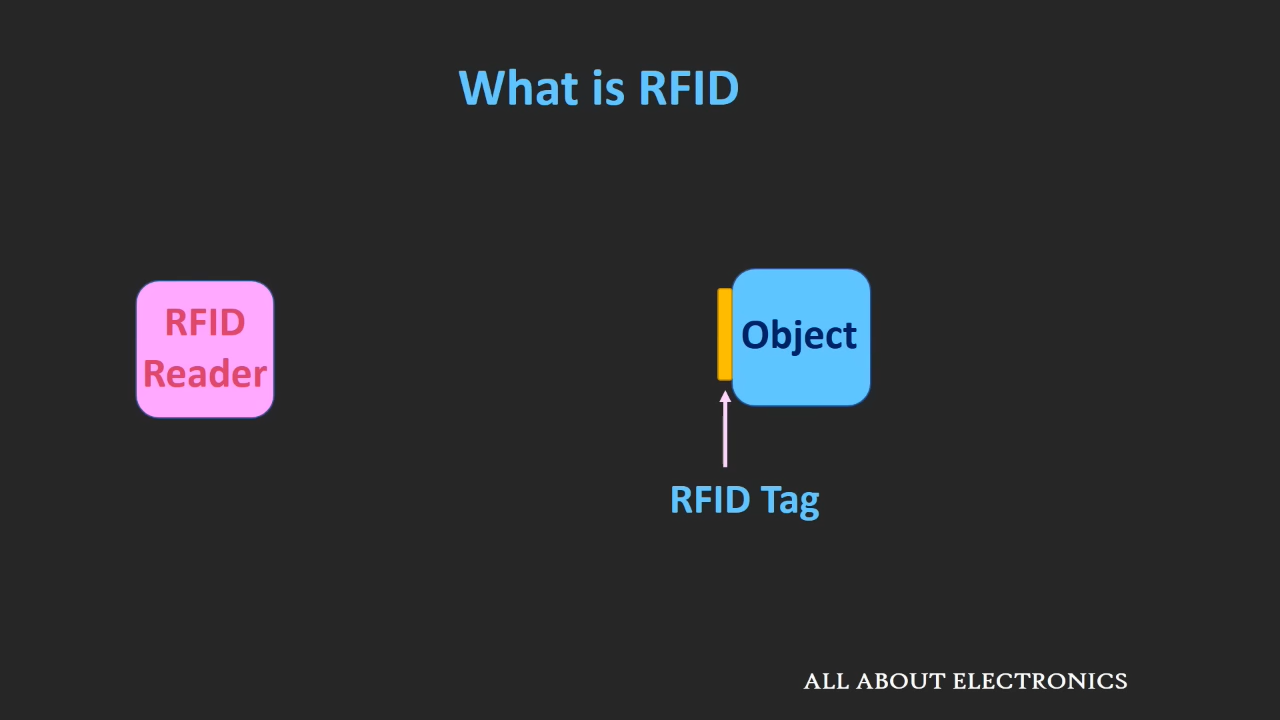 What is RFID
RFID
Reader
Object
RFID Tag
ALL ABOUT ELECTRONICS